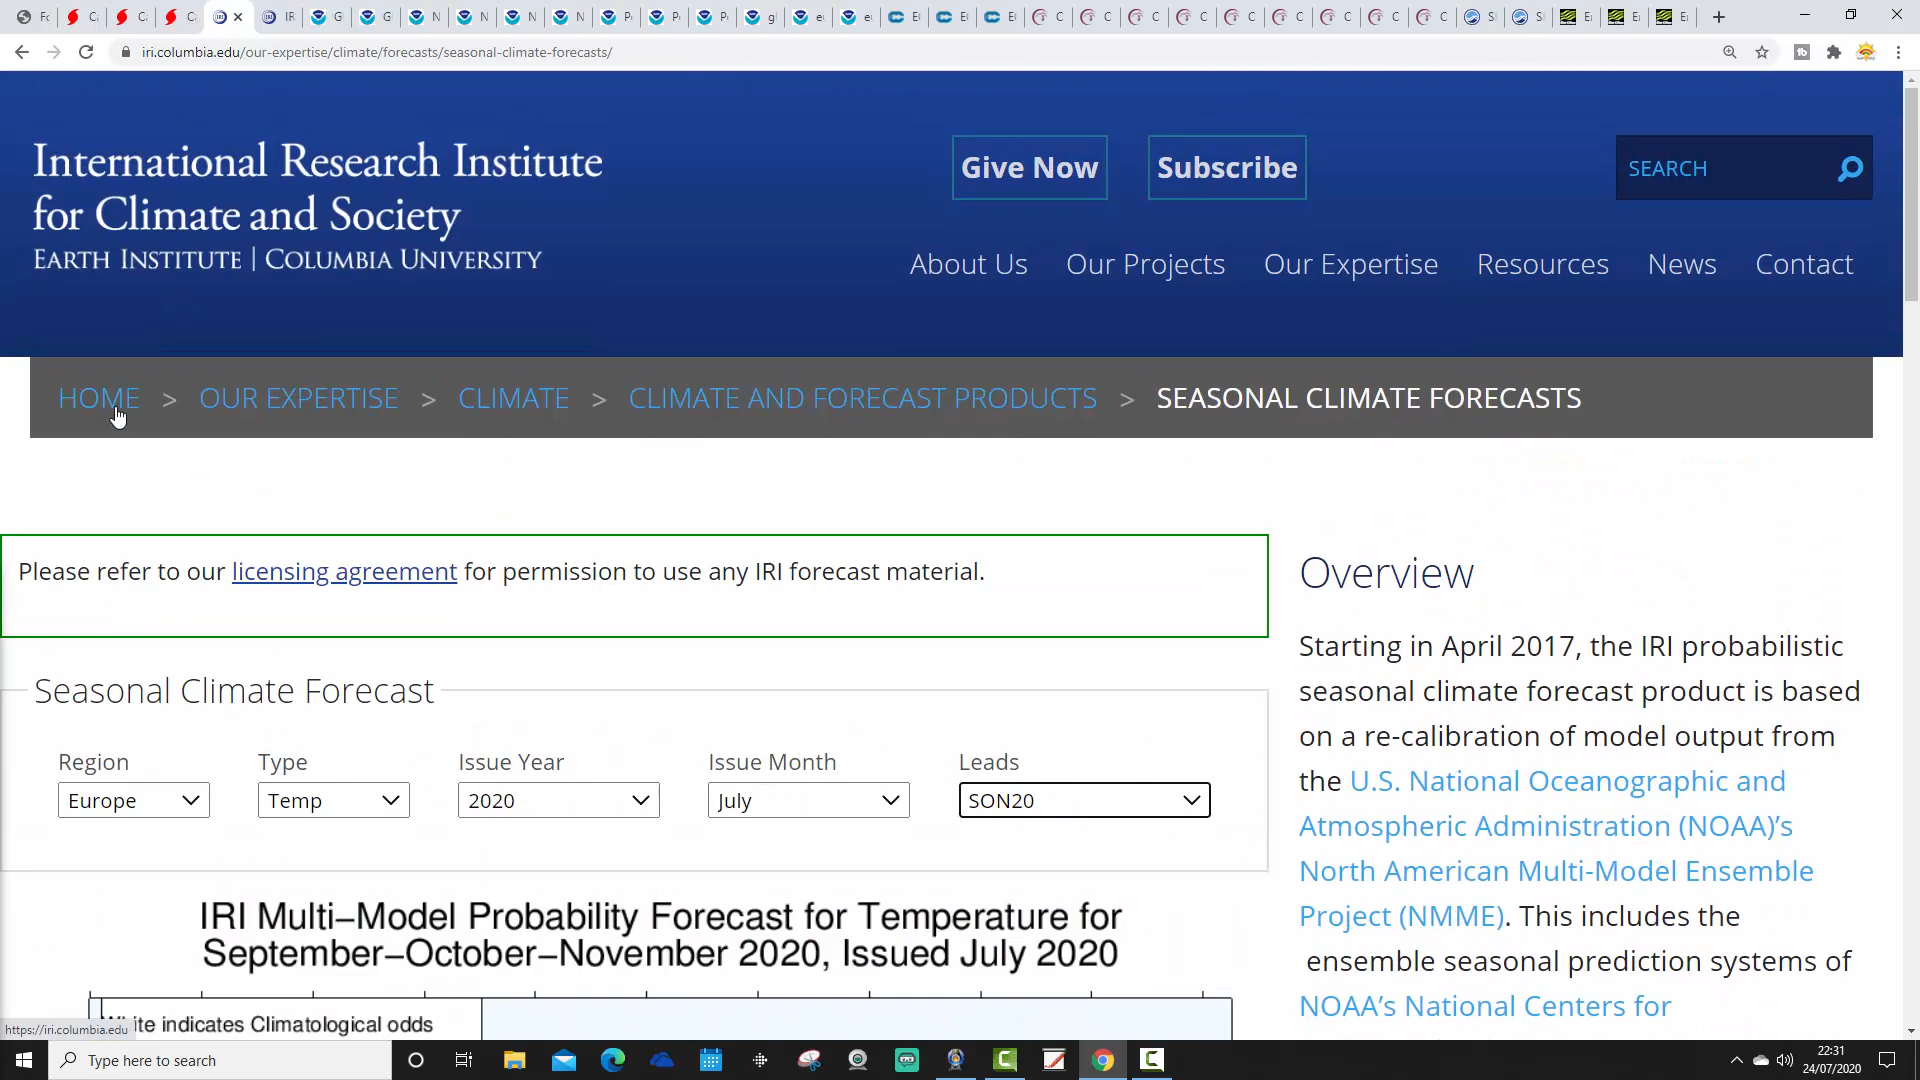 iri.columbia.edu/our-expertise/climate/forecasts/seasonal-climate-forecasts/
International Research Institute
for Climate and Society
EARTH INSTITUTE | COLUMBIA UNIVERSITY
Give Now
Subscribe
SEARCH
About Us
Our Projects
Our Expertise
Resources
News
Contact
HOME > OUR EXPERTISE > CLIMATE > CLIMATE AND FORECAST PRODUCTS > SEASONAL CLIMATE FORECASTS
Please refer to our licensing agreement for permission to use any IRI forecast material.
Seasonal Climate Forecast
Region
Type
Issue Year
Issue Month
Leads
Europe
Temp
2020
July
SON20
IRI Multi–Model Probability Forecast for Temperature for
September–October–November 2020, Issued July 2020
indicates Climatological odds
Overview
Starting in April 2017, the IRI probabilistic
seasonal climate forecast product is based
on a re-calibration of model output from
the U.S. National Oceanographic and
Atmospheric Administration (NOAA)’s
North American Multi-Model Ensemble
Project (NMME). This includes the
ensemble seasonal prediction systems of
NOAA’s National Centers for
https://iri.columbia.edu
Type here to search
22:31
24/07/2020